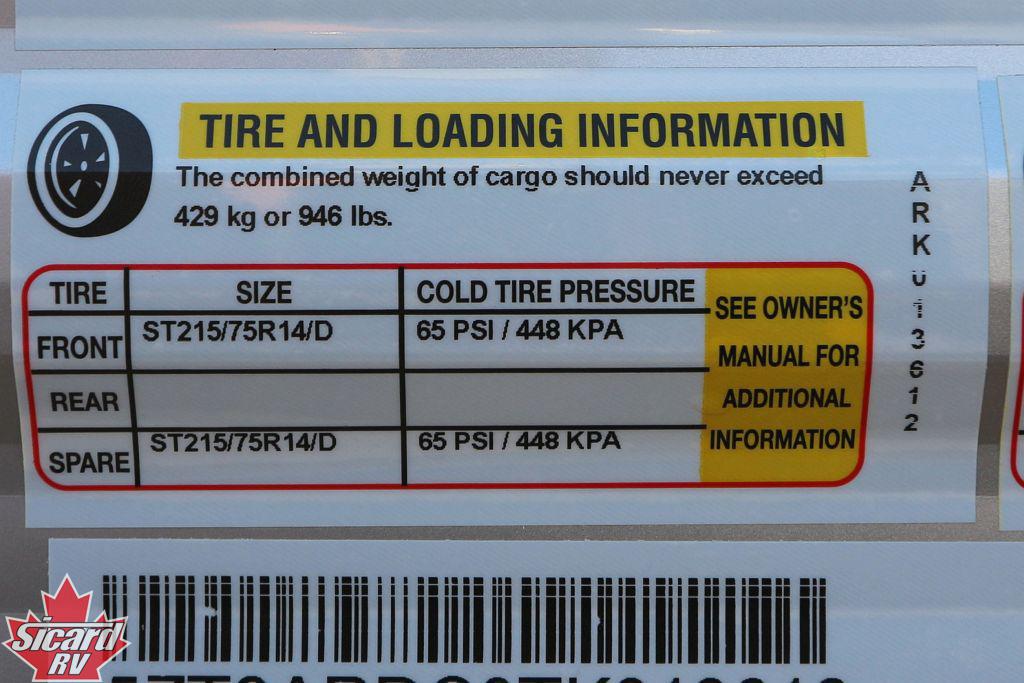 TIRE AND LOADING INFORMATION
The combined weight of cargo should never exceed
429 kg or 946 lbs.
TIRE SIZE COLD TIRE PRESSURE
FRONT ST215/75R14/D 65 PSI / 448 KPA
REAR
SPARE ST215/75R14/D 65 PSI / 448 KPA
SEE OWNER'S
MANUAL FOR
ADDITIONAL
INFORMATION
ARK013612
Sicard
RV